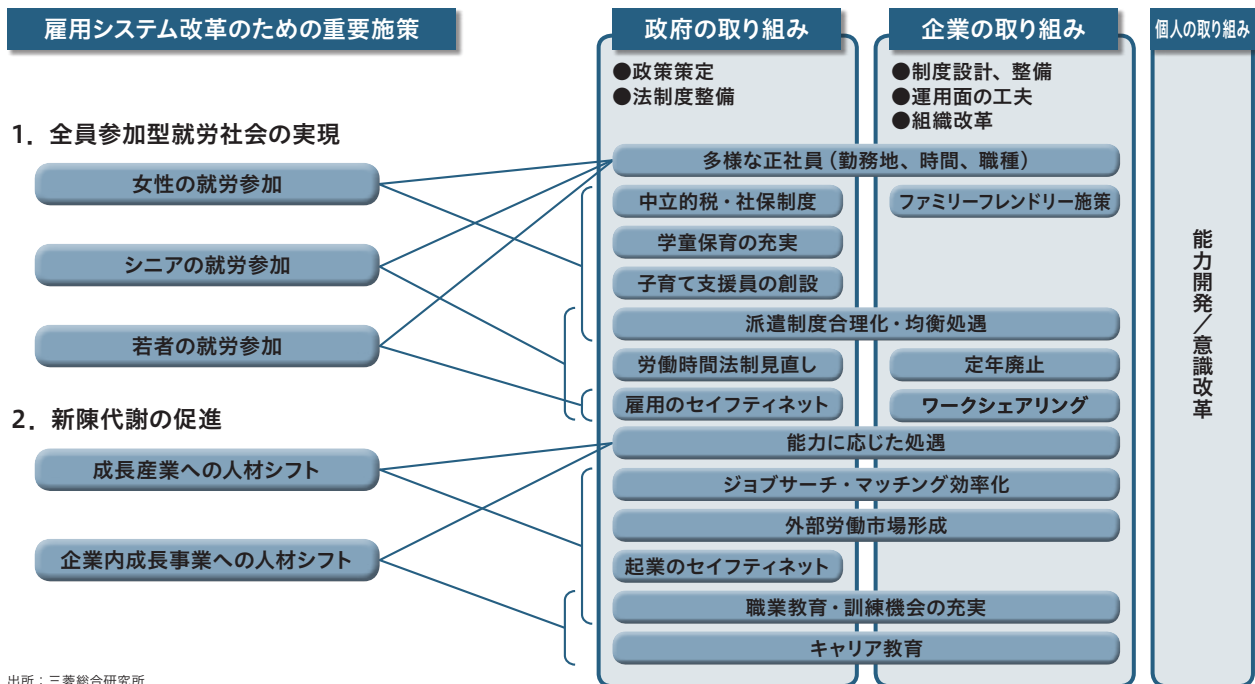 雇用システム改革のための重要施策
政府の取り組み
企業の取り組み
個人の取り組み
●政策策定
●法制度整備
●制度設計、整備
●運用面の工夫
●組織改革
1．全員参加型就労社会の実現
女性の就労参加
シニアの就労参加
若者の就労参加
2．新陳代謝の促進
成長産業への人材シフト
企業内成長事業への人材シフト
多様な正社員（勤務地、時間、職種）
中立的税・社保制度
ファミリーフレンドリー施策
学童保育の充実
子育て支援員の創設
派遣制度合理化・均衡処遇
労働時間法制見直し
定年廃止
雇用のセイフティネット
ワークシェアリング
能力に応じた処遇
ジョブサーチ・マッチング効率化
外部労働市場形成
起業のセイフティネット
職業教育・訓練機会の充実
キャリア教育
能力開発／意識改革
出所：三菱総合研究所